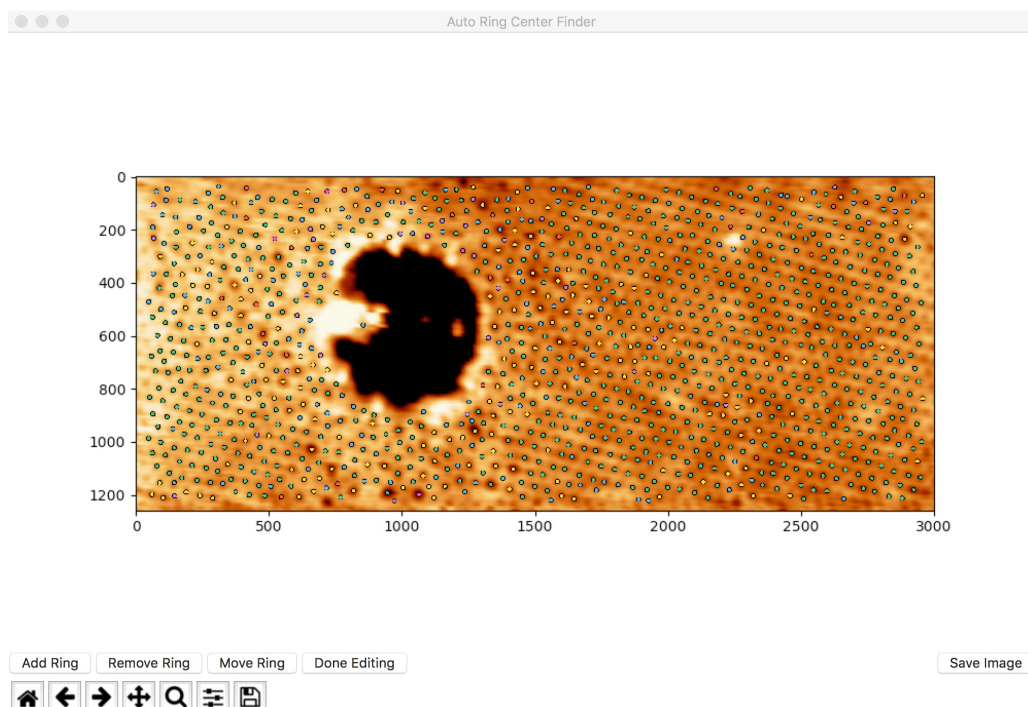 Auto Ring Center Finder
0
200
400
600
800
1000
1200
0 500 1000 1500 2000 2500 3000
Add Ring Remove Ring Move Ring Done Editing Save Image